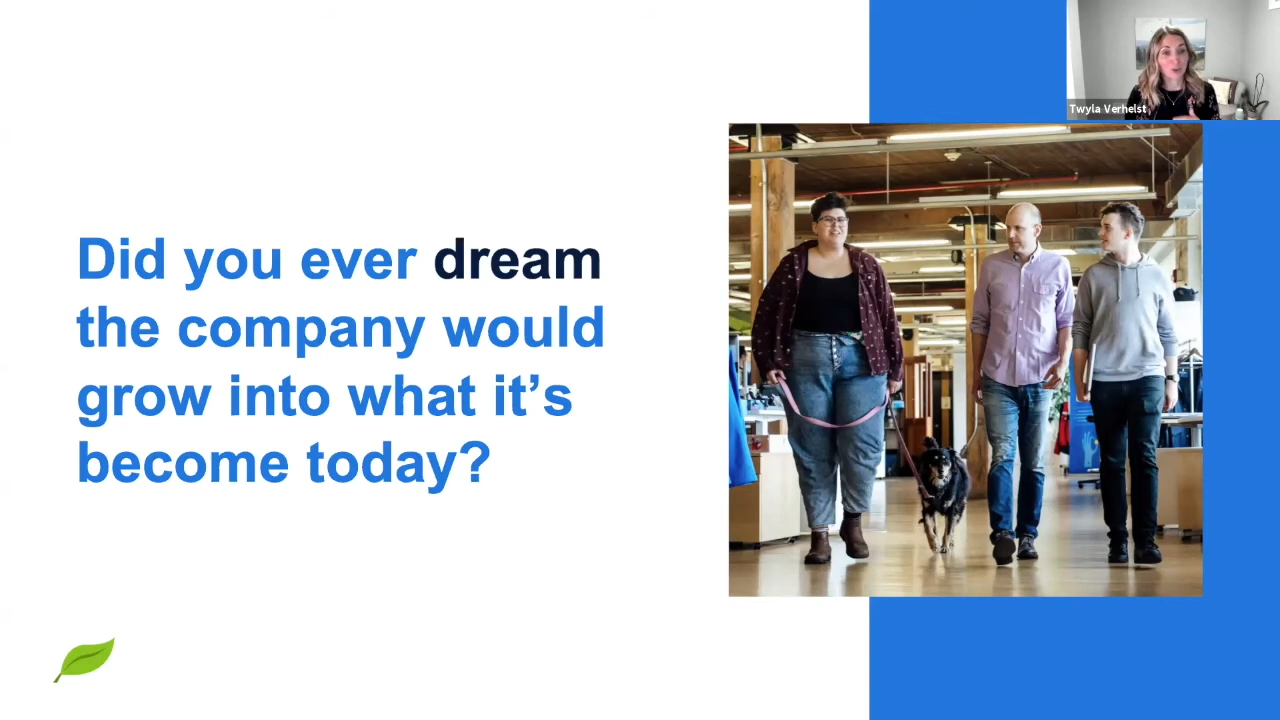 Twyla Verhelst
Did you ever dream
the company would
grow into what it’s
become today?